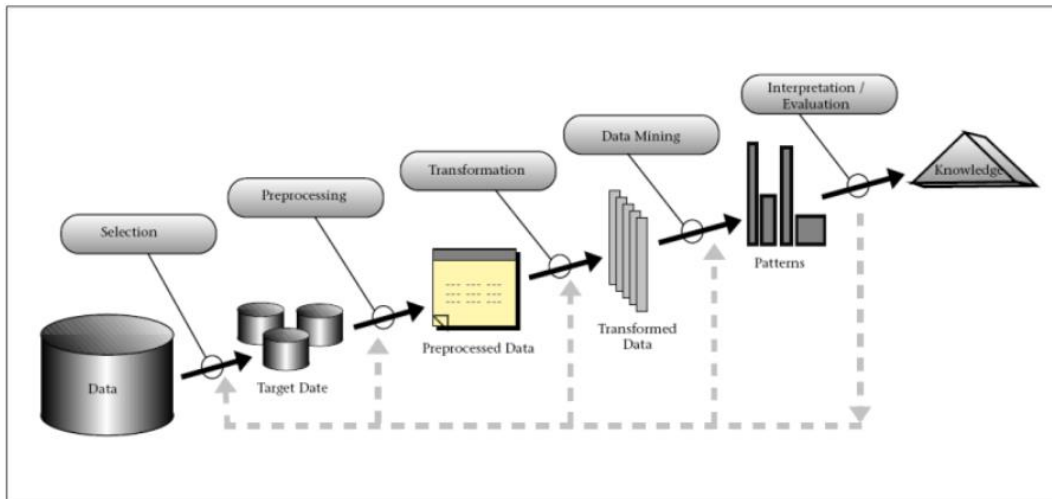 Interpretation /
Evaluation
Data Mining
Transformation
Preprocessing
Selection
Knowledge
Patterns
Transformed
Data
Preprocessed Data
Target Date
Data